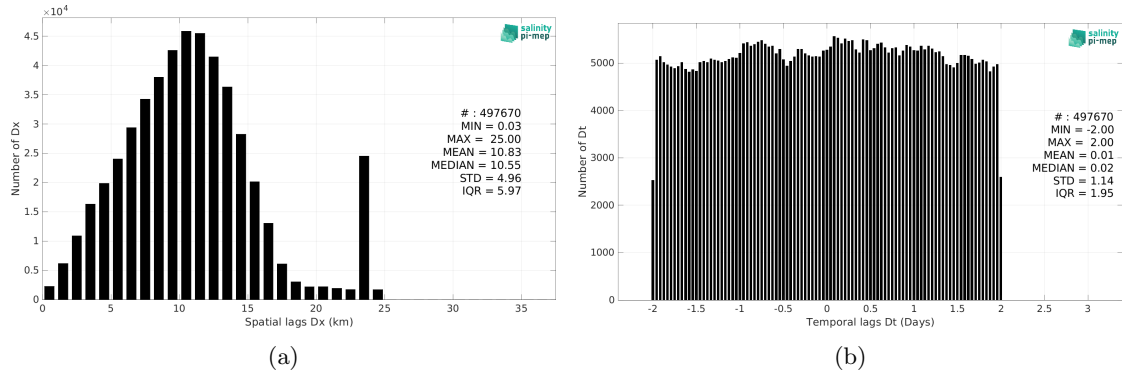 ×10⁴
4.5
4
3.5
3
2.5
2
1.5
1
0.5
0
Number of Dx
0 5 10 15 20 25 30 35
Spatial lags Dx (km)
salinity
pi-mep
# : 497670
MIN = 0.03
MAX = 25.00
MEAN = 10.83
MEDIAN = 10.55
STD = 4.96
IQR = 5.97
(a)
5000
4000
3000
2000
1000
0
Number of Dt
-2 -1.5 -1 -0.5 0 0.5 1 1.5 2 2.5 3
Temporal lags Dt (Days)
salinity
pi-mep
# : 497670
MIN = -2.00
MAX = 2.00
MEAN = 0.01
MEDIAN = 0.02
STD = 1.14
IQR = 1.95
(b)